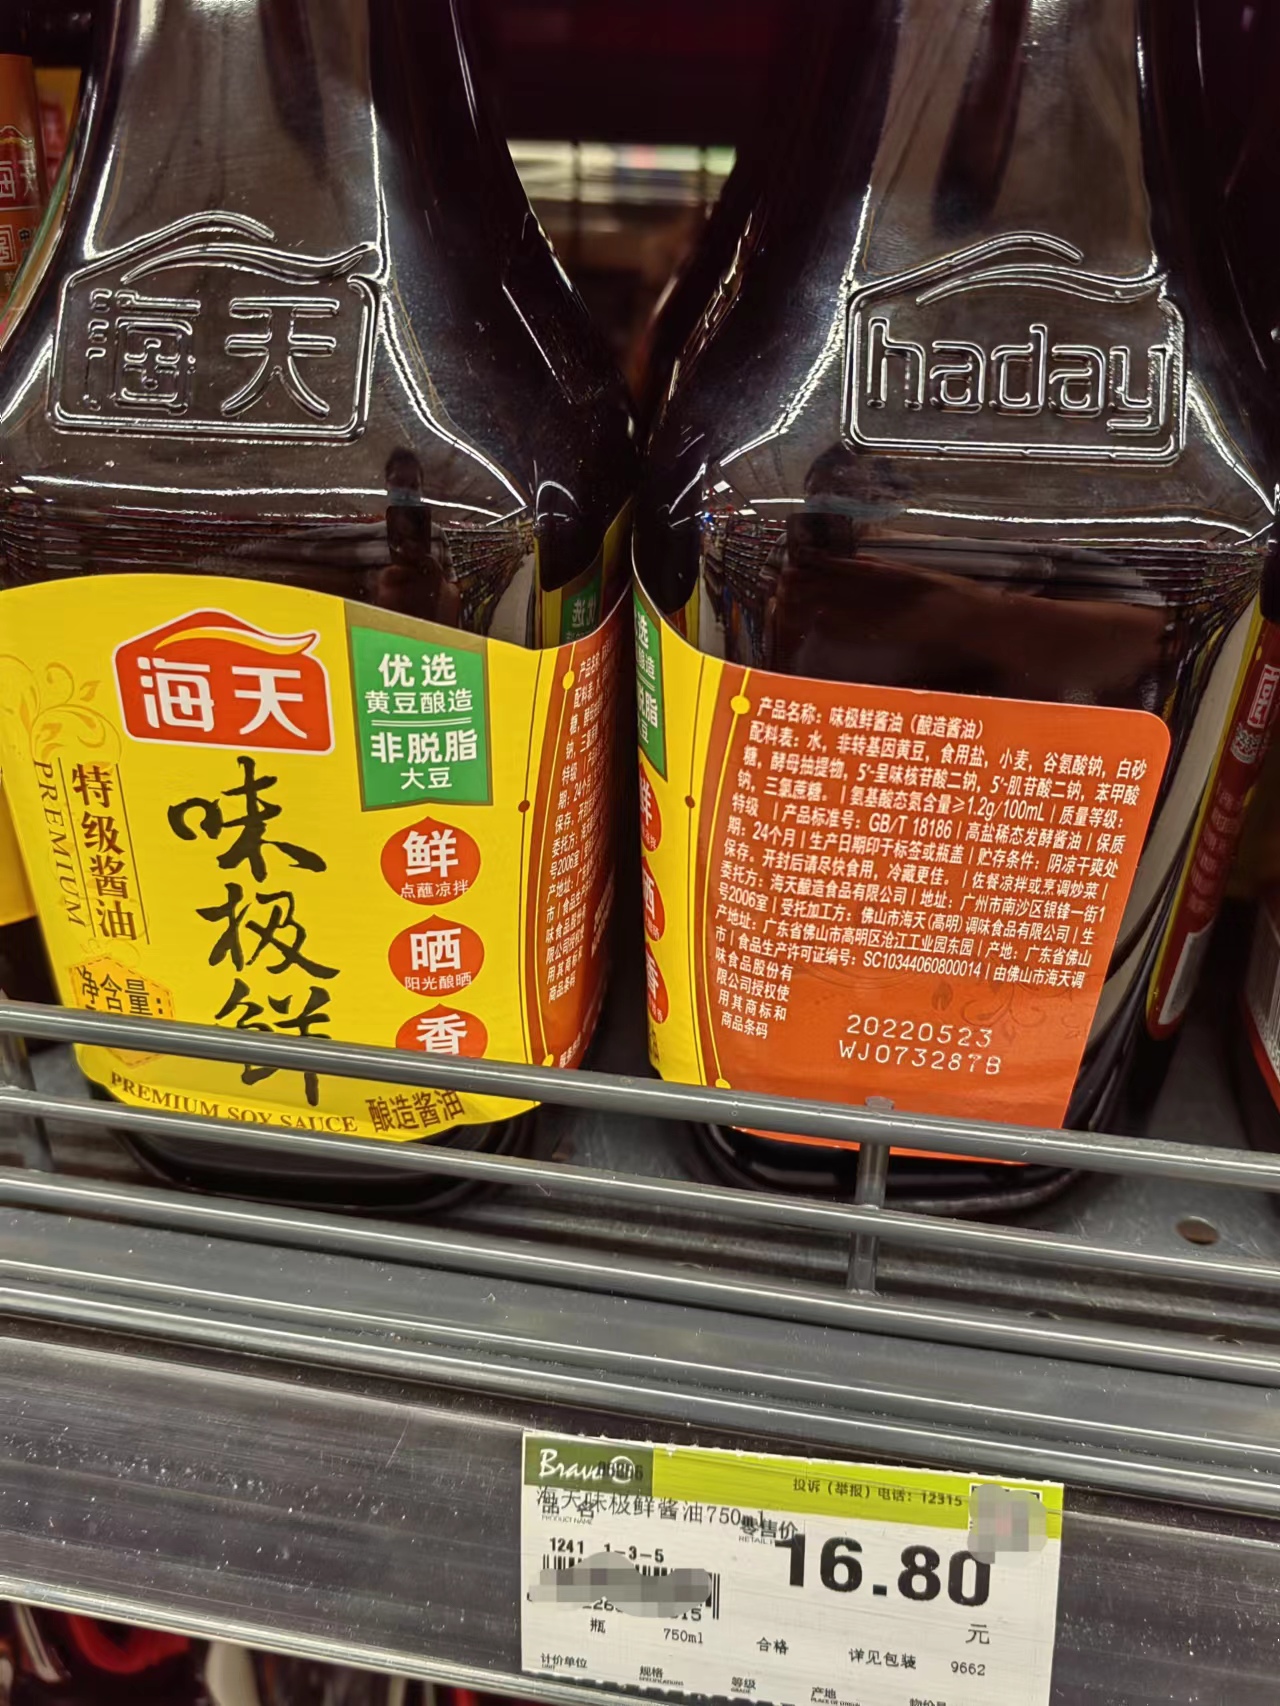 海天
haday
海天
优选
黄豆酿造
非脱脂
大豆
特级酱油
PREMIUM
味极鲜
鲜
点蘸凉拌
晒
阳光酿晒
香
净含量:
PREMIUM SOY SAUCE 酿造酱油
产品名称: 味极鲜酱油 (酿造酱油)
配料表: 水, 非转基因黄豆, 食用盐, 小麦, 谷氨酸钠, 白砂
糖, 酵母抽提物, 5'-呈味核苷酸二钠, 5'-肌苷酸二钠, 苯甲酸
钠, 三氯蔗糖。 | 氨基酸态氮含量≥1.2g/100mL | 质量等级:
特级 | 产品标准号: GB/T 18186 | 高盐稀态发酵酱油 | 保质
期: 24个月 | 生产日期印于标签或瓶盖 | 贮存条件: 阴凉干爽处
保存。开封后请尽快食用, 冷藏更佳。 | 佐餐凉拌或烹调炒菜 |
委托方: 海天酿造食品有限公司 | 地址: 广州市南沙区银锋一街1
号2006室 | 受托加工方: 佛山市海天(高明)调味食品有限公司 | 生
产地址: 广东省佛山市高明区沧江工业园东园 | 产地: 广东省佛山
市 | 食品生产许可证编号: SC10344060800014 | 由佛山市海天调
味食品股份有
限公司授权使
用其商标和
商品条码
20220523
WJ073287B
Bravo
投诉 (举报) 电话: 12315
海天味极鲜酱油750ml
品名
PRODUCT NAME
零售价
16.80
元
1241 1-3-5
瓶
750ml
合格
详见包装
9662
计价单位
UNIT
规格
等级
GRADE
产地